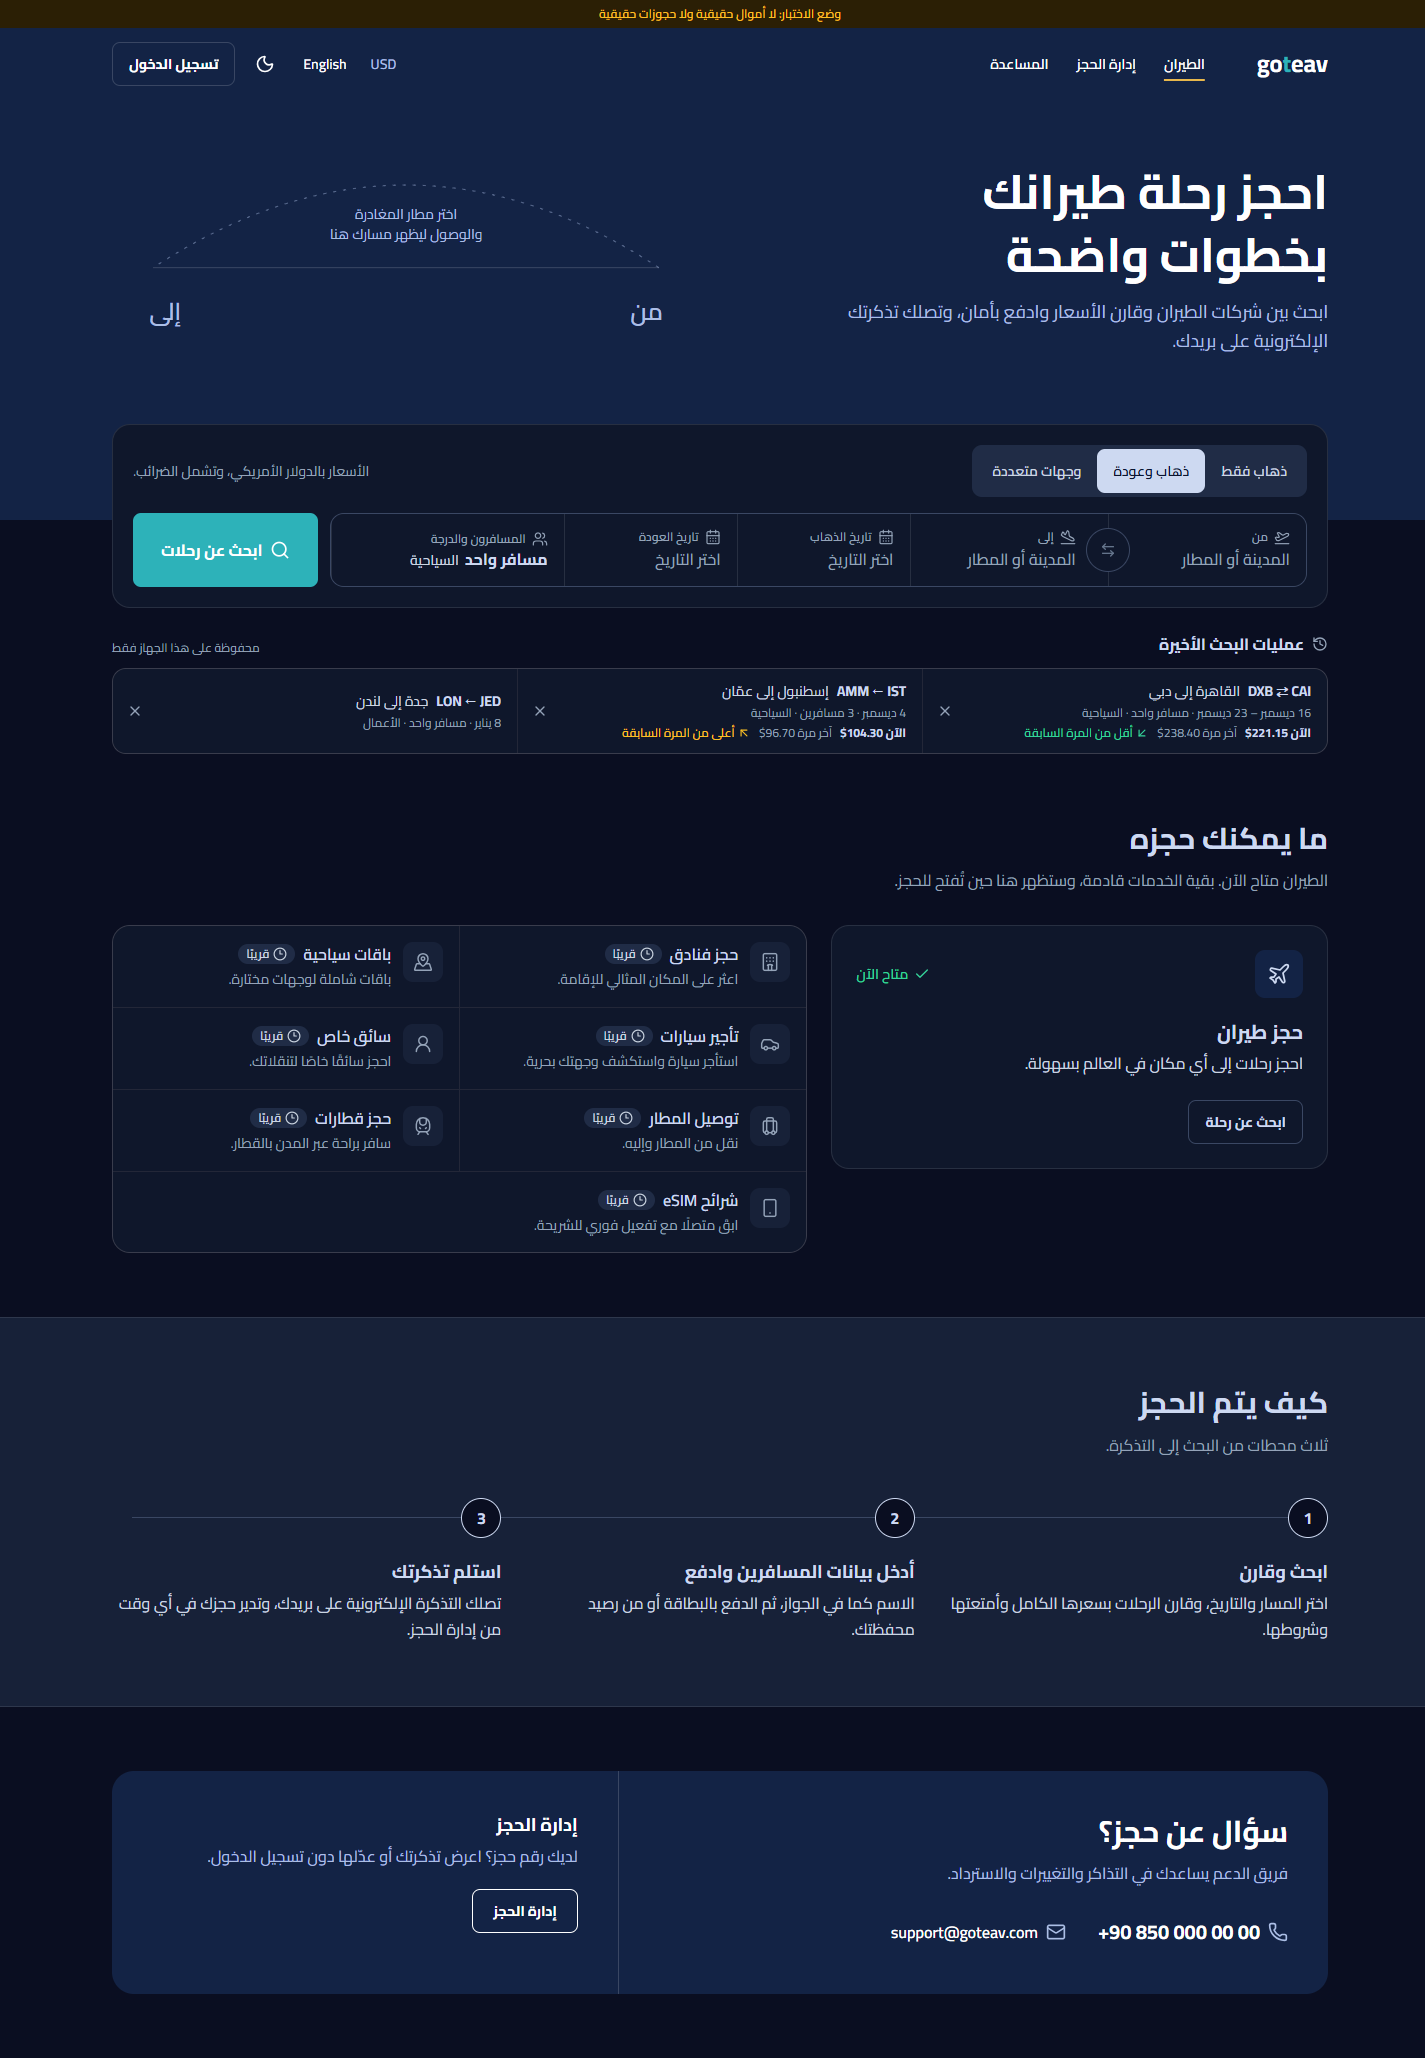 وضع الاختبار: لا أموال حقيقية ولا حجوزات حقيقية
goteav
الطيران
إدارة الحجز
المساعدة
USD
English
تسجيل الدخول
احجز رحلة طيرانك
بخطوات واضحة
ابحث بين شركات الطيران وقارن الأسعار وادفع بأمان، وتصلك تذكرتك
الإلكترونية على بريدك.
اختر مطار المغادرة
والوصول ليظهر مسارك هنا
من
إلى
ذهاب فقط
ذهاب وعودة
وجهات متعددة
الأسعار بالدولار الأمريكي، وتشمل الضرائب.
من
المدينة أو المطار
إلى
المدينة أو المطار
تاريخ الذهاب
اختر التاريخ
تاريخ العودة
اختر التاريخ
المسافرون والدرجة
مسافر واحد السياحية
ابحث عن رحلات
عمليات البحث الأخيرة
محفوظة على هذا الجهاز فقط
DXB ⇄ CAI القاهرة إلى دبي
16 ديسمبر – 23 ديسمبر · مسافر واحد · السياحية
الآن $221.15 آخر مرة $238.40 ↙ أقل من المرة السابقة
AMM ← IST إسطنبول إلى عمّان
4 ديسمبر · 3 مسافرين · السياحية
الآن $104.30 آخر مرة $96.70 ↖ أعلى من المرة السابقة
LON ← JED جدة إلى لندن
8 يناير · مسافر واحد · الأعمال
ما يمكنك حجزه
الطيران متاح الآن. بقية الخدمات قادمة، وستظهر هنا حين تُفتح للحجز.
متاح الآن
حجز طيران
احجز رحلات إلى أي مكان في العالم بسهولة.
ابحث عن رحلة
حجز فنادق قريبًا
اعثر على المكان المثالي للإقامة.
باقات سياحية قريبًا
باقات شاملة لوجهات مختارة.
تأجير سيارات قريبًا
استأجر سيارة واستكشف وجهتك بحرية.
سائق خاص قريبًا
احجز سائقًا خاصًا لتنقلاتك.
توصيل المطار قريبًا
نقل من المطار وإليه.
حجز قطارات قريبًا
سافر براحة عبر المدن بالقطار.
شرائح eSIM قريبًا
ابقَ متصلًا مع تفعيل فوري للشريحة.
كيف يتم الحجز
ثلاث محطات من البحث إلى التذكرة.
1
ابحث وقارن
اختر المسار والتاريخ، وقارن الرحلات بسعرها الكامل وأمتعتها
وشروطها.
2
أدخل بيانات المسافرين وادفع
الاسم كما في الجواز، ثم الدفع بالبطاقة أو من رصيد
محفظتك.
3
استلم تذكرتك
تصلك التذكرة الإلكترونية على بريدك، وتدير حجزك في أي وقت
من إدارة الحجز.
سؤال عن حجز؟
فريق الدعم يساعدك في التذاكر والتغييرات والاسترداد.
+90 850 000 00 00
support@goteav.com
إدارة الحجز
لديك رقم حجز؟ اعرض تذكرتك أو عدّلها دون تسجيل الدخول.
إدارة الحجز